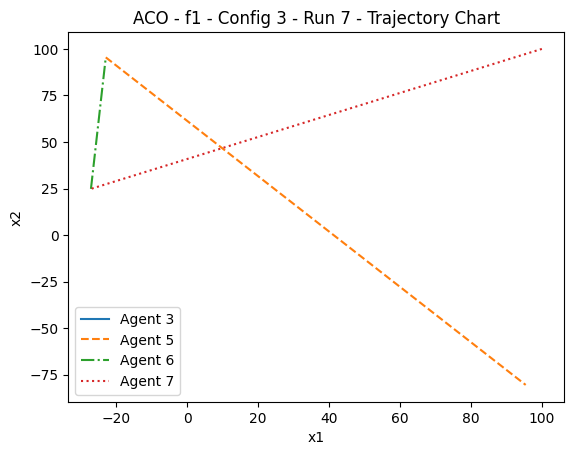 ACO - f1 - Config 3 - Run 7 - Trajectory Chart
100
75
50
25
0
−25
−50
−75
x2
Agent 3
Agent 5
Agent 6
Agent 7
−20 0 20 40 60 80 100
x1